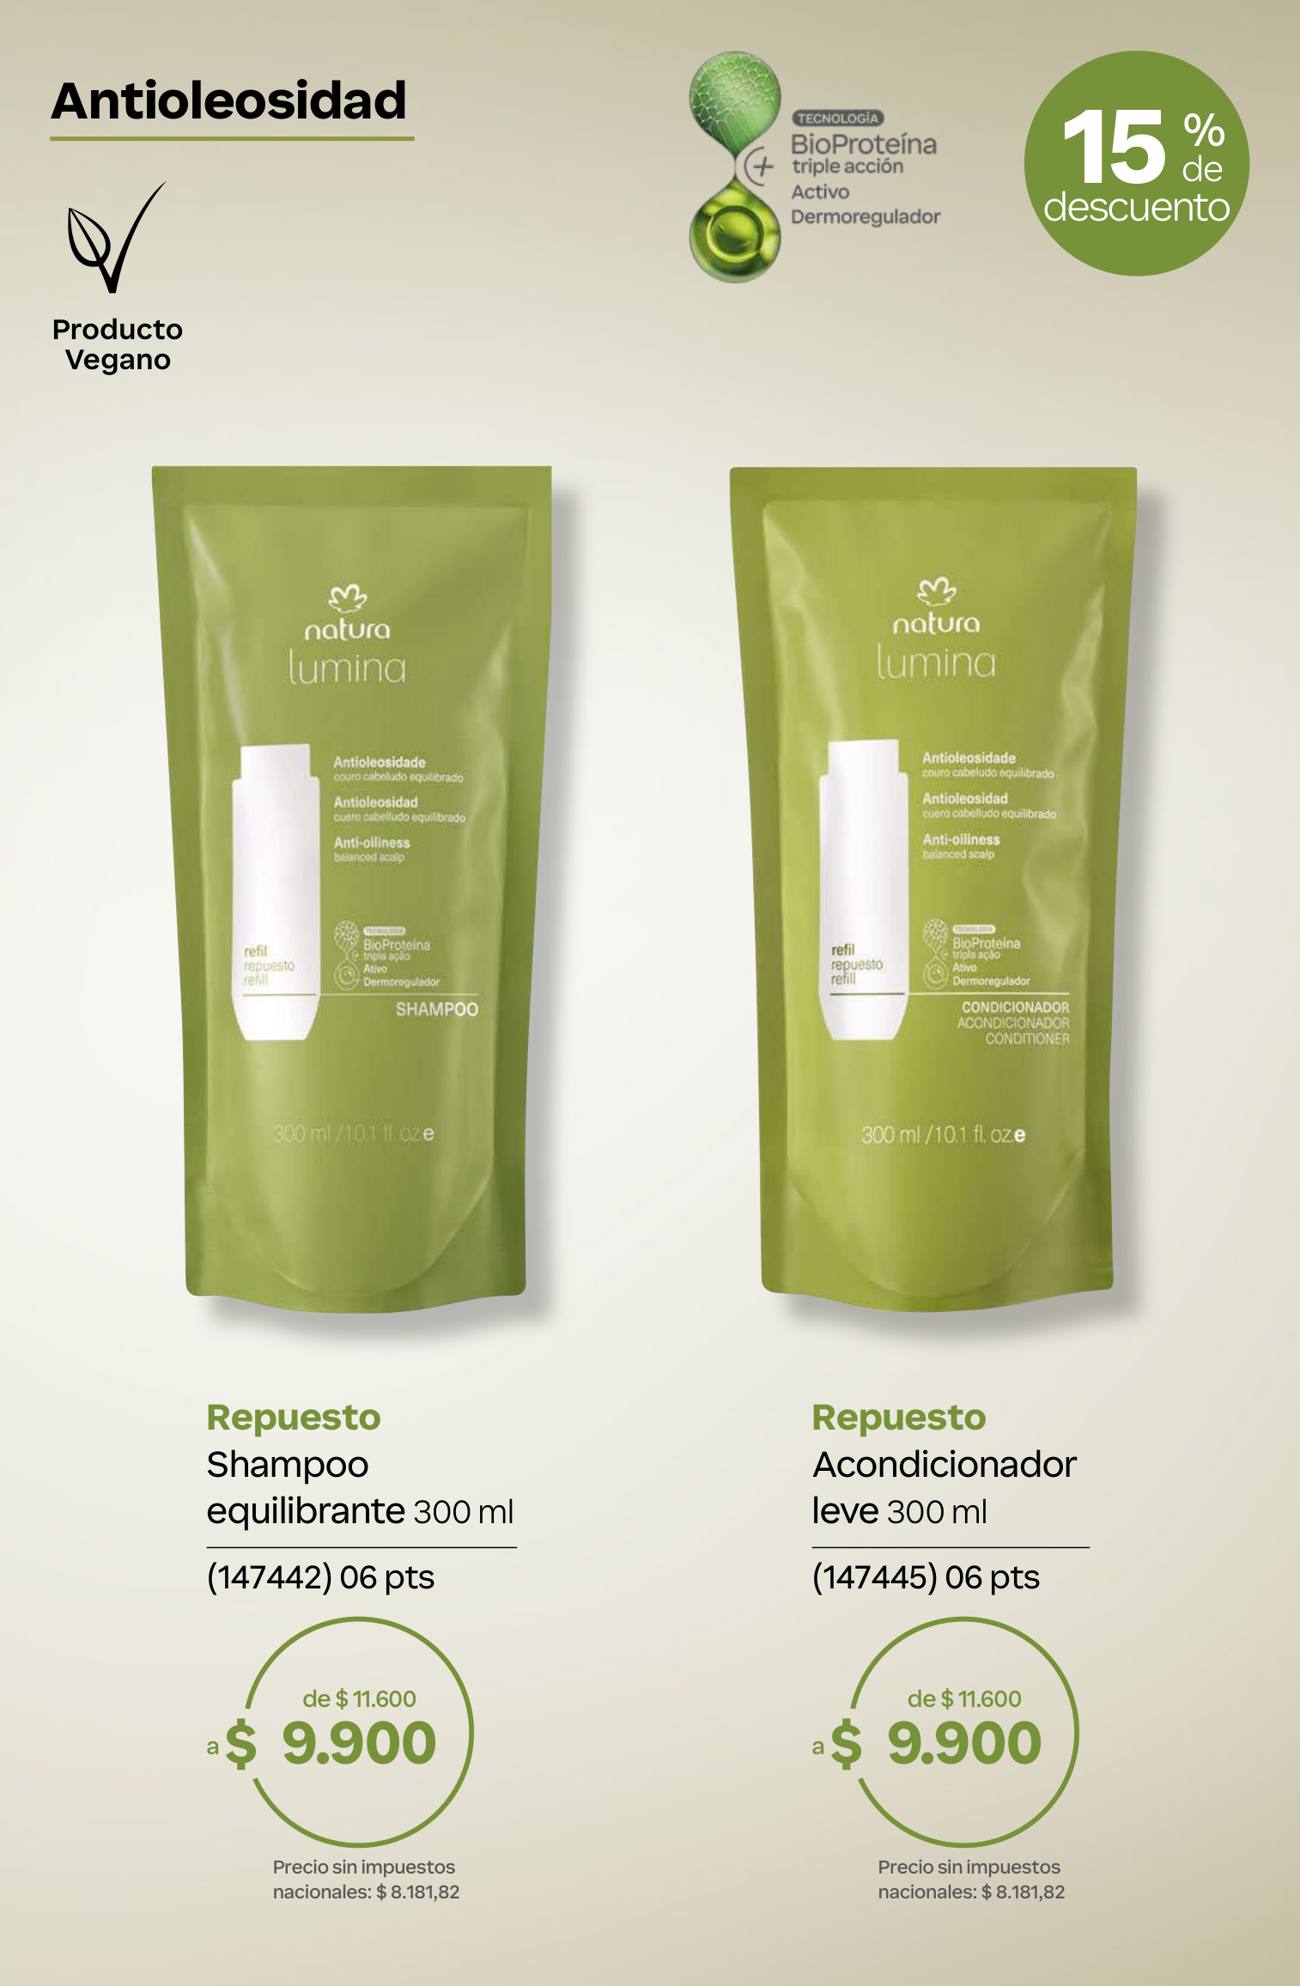 Antioleosidad
Producto
Vegano
TECNOLOGÍA
BioProteína
triple acción
Activo
Dermoregulador
15 %
de
descuento
natura
lumina
Antioleosidade
couro cabeludo equilibrado
Antioleosidad
cuero cabelludo equilibrado
Anti-oiliness
balanced scalp
TECNOLOGIA
BioProteína
tripla ação
Ativo
Dermoregulador
refil
repuesto
refill
SHAMPOO
300 ml /10.1 fl. oz e
natura
lumina
Antioleosidade
couro cabeludo equilibrado
Antioleosidad
cuero cabelludo equilibrado
Anti-oiliness
balanced scalp
TECNOLOGIA
BioProteína
tripla ação
Ativo
Dermoregulador
refil
repuesto
refill
CONDICIONADOR
ACONDICIONADOR
CONDITIONER
300 ml /10.1 fl. oz.e
Repuesto
Shampoo
equilibrante 300 ml
(147442) 06 pts
de $ 11.600
a $ 9.900
Precio sin impuestos
nacionales: $ 8.181,82
Repuesto
Acondicionador
leve 300 ml
(147445) 06 pts
de $ 11.600
a $ 9.900
Precio sin impuestos
nacionales: $ 8.181,82